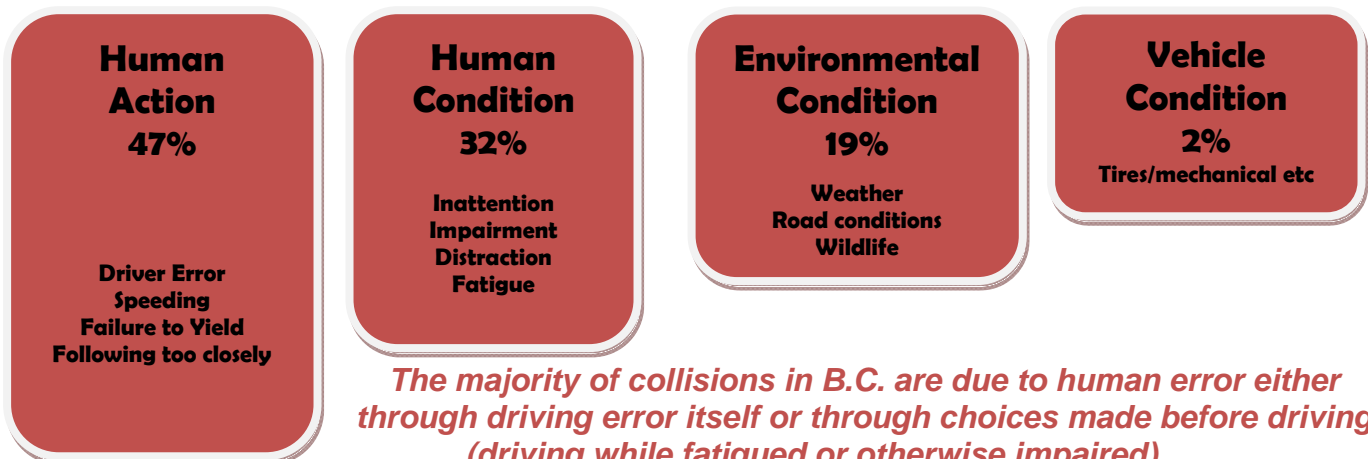 Human
Action
47%
Driver Error
Speeding
Failure to Yield
Following too closely
Human
Condition
32%
Inattention
Impairment
Distraction
Fatigue
Environmental
Condition
19%
Weather
Road conditions
Wildlife
Vehicle
Condition
2%
Tires/mechanical etc
The majority of collisions in B.C. are due to human error either
through driving error itself or through choices made before driving
(driving while fatigued or otherwise impaired)